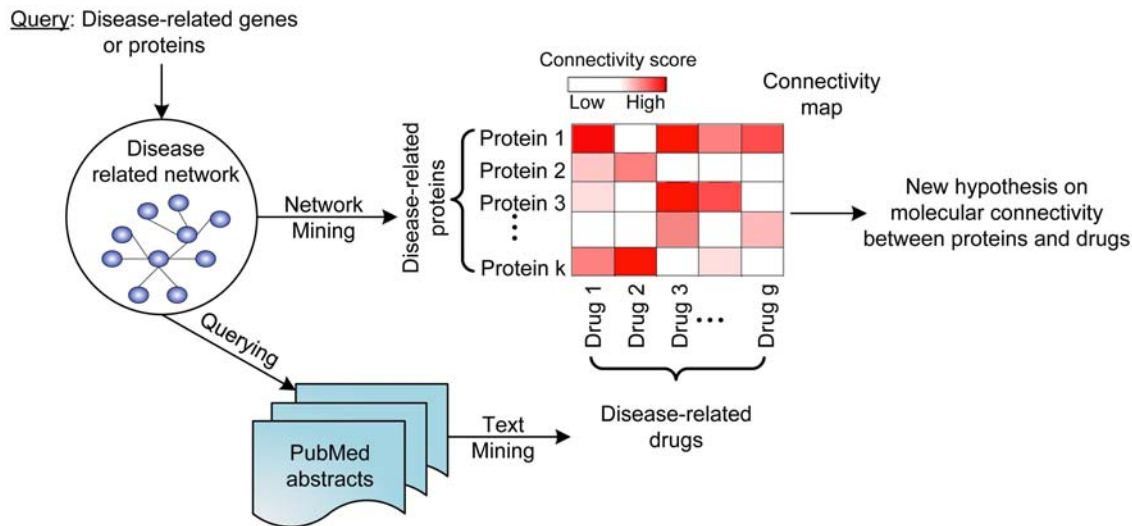 Query: Disease-related genes
or proteins
Disease
related network
Network
Mining
Querying
PubMed
abstracts
Text
Mining
Disease-related
proteins
Connectivity score
Low High
Connectivity
map
Protein 1
Protein 2
Protein 3
Protein k
Drug 1
Drug 2
Drug 3
...
Drug g
Disease-related
drugs
New hypothesis on
molecular connectivity
between proteins and drugs